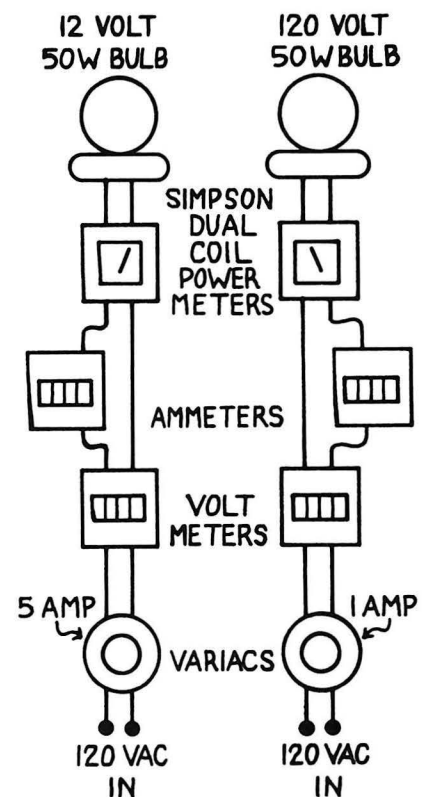 12 VOLT
50W BULB
120 VOLT
50W BULB
SIMPSON
DUAL
COIL
POWER
METERS
AMMETERS
VOLT
METERS
5 AMP
1 AMP
VARIACS
120 VAC
IN
120 VAC
IN